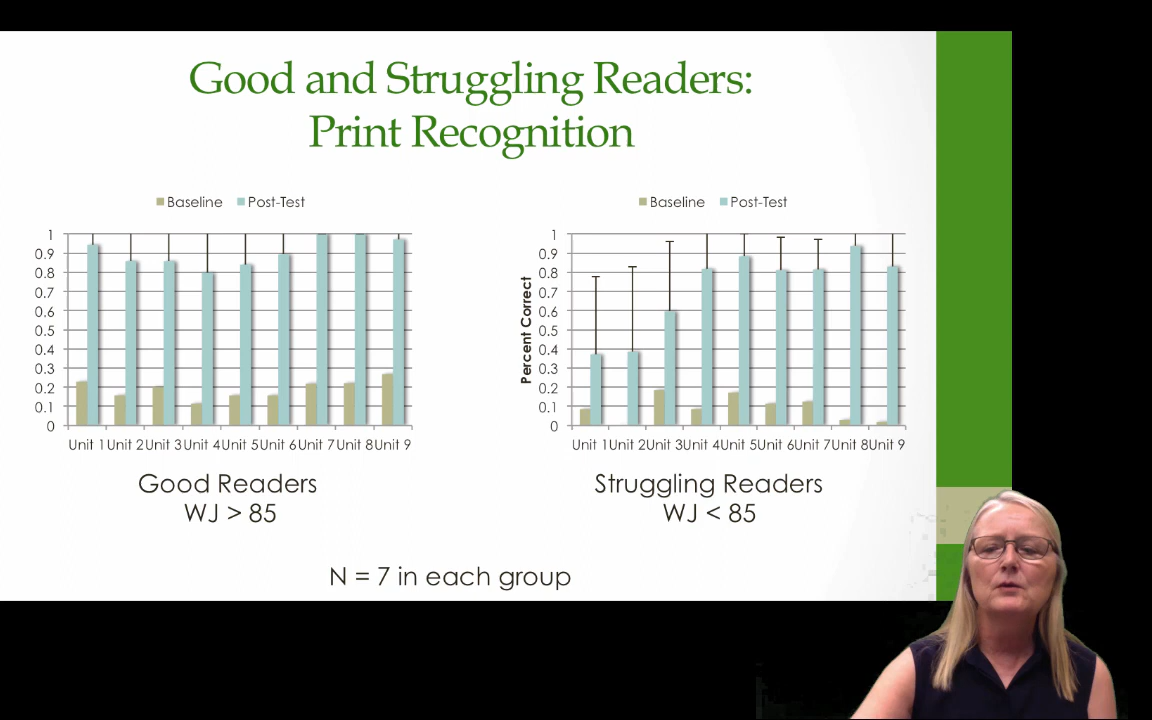 Good and Struggling Readers:
Print Recognition
Baseline Post-Test
1
0.9
0.8
0.7
0.6
0.5
0.4
0.3
0.2
0.1
0
Unit 1 Unit 2 Unit 3 Unit 4 Unit 5 Unit 6 Unit 7 Unit 8 Unit 9
Good Readers
WJ > 85
Baseline Post-Test
Percent Correct
1
0.9
0.8
0.7
0.6
0.5
0.4
0.3
0.2
0.1
0
Unit 1 Unit 2 Unit 3 Unit 4 Unit 5 Unit 6 Unit 7 Unit 8 Unit 9
Struggling Readers
WJ < 85
N = 7 in each group